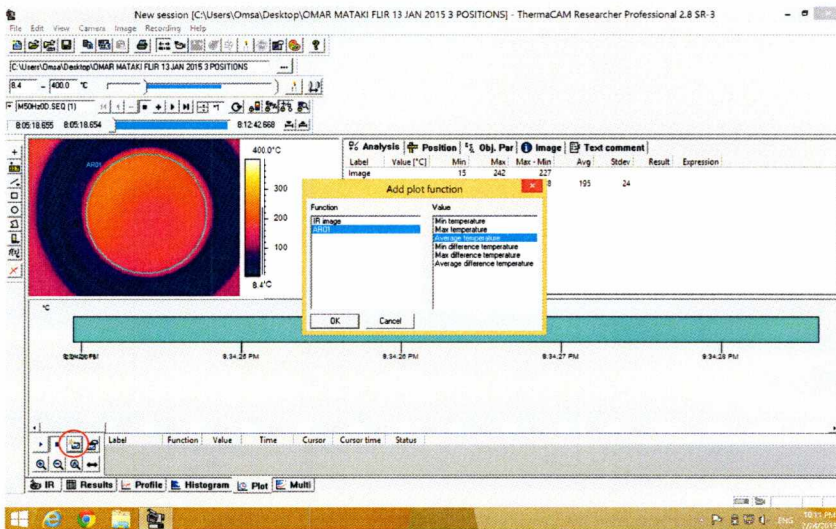 New session [C:\Users\Omsa\Desktop\OMAR MATAKI FLIR 13 JAN 2015 3 POSITIONS] - ThermaCAM Researcher Professional 2.8 SR-3
File Edit View Camera Image Recording Help
C:\Users\Omsa\Desktop\OMAR MATAKI FLIR 13 JAN 2015 3 POSITIONS ...
8.4 - 400.0 °C
M50Hz0D.SEQ (1)
8:05:18.655 8:05:18.654 8:12:42.668
AR01
400.0°C
300
200
100
8.4°C
Analysis Position Obj. Par Image Text comment
Label Value [°C] Min Max Max - Min Avg Stdev Result Expression
Image 15 242 227
8 195 24
Add plot function
Function Value
IR image
AR01
Min temperature
Max temperature
Average temperature
Min difference temperature
Max difference temperature
Average difference temperature
OK Cancel
°C
9:34:25 PM 9:34:26 PM 9:34:27 PM 9:34:28 PM
Label Function Value Time Cursor Cursor time Status
IR Results Profile Histogram Plot Multi
ENG